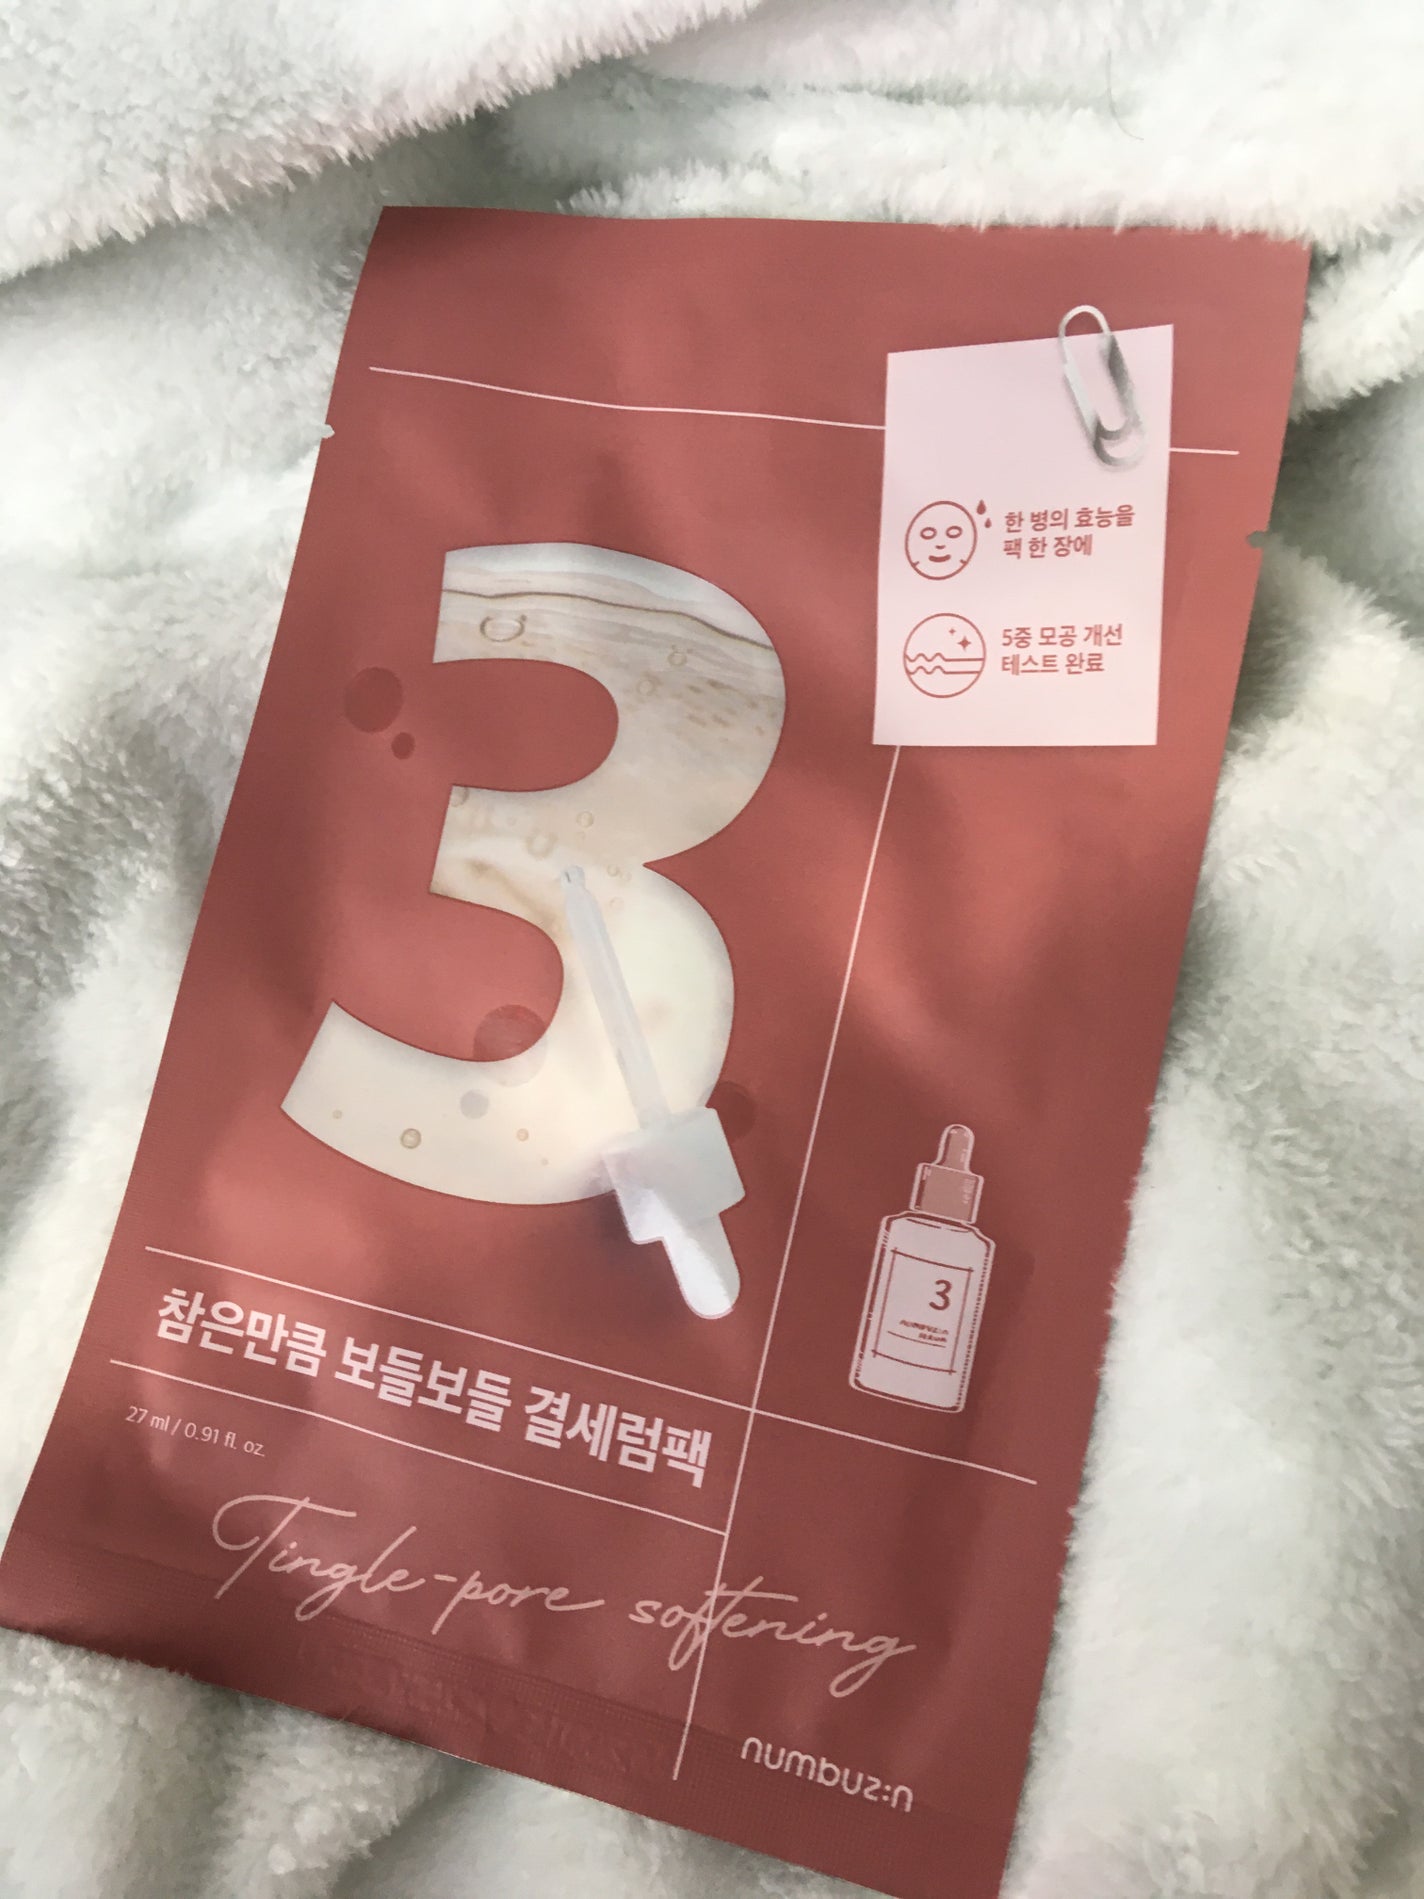 한 병의 효능을
팩 한 장에
5중 모공 개선
테스트 완료
3
3
참은만큼 보들보들 결세럼팩
27 ml / 0.91 fl. oz.
Tingle-pore softening
numbuz:n